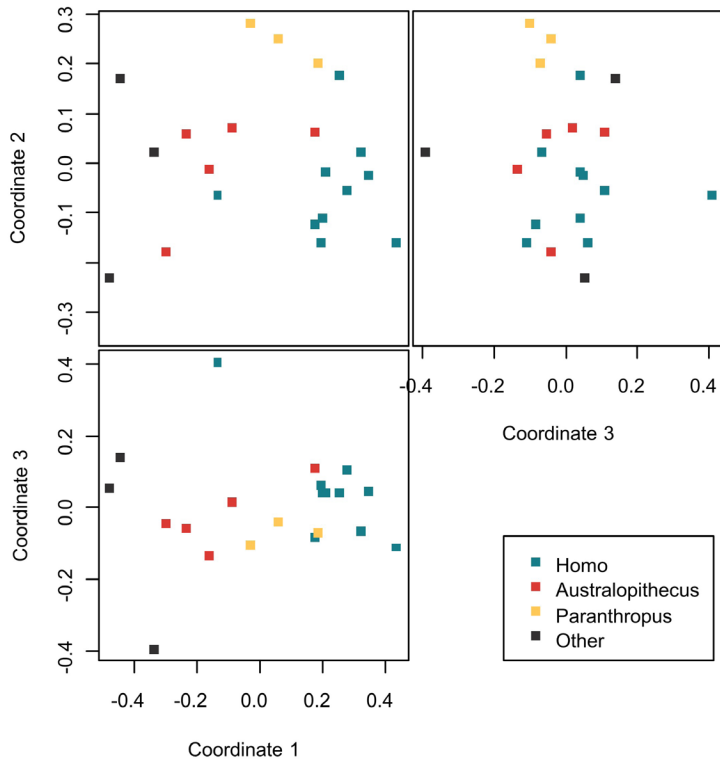 0.3
0.2
0.1
0.0
-0.1
-0.3
Coordinate 2
0.4
0.2
0.0
-0.2
-0.4
Coordinate 3
-0.4 -0.2 0.0 0.2 0.4
Coordinate 3
Homo
Australopithecus
Paranthropus
Other
-0.4 -0.2 0.0 0.2 0.4
Coordinate 1